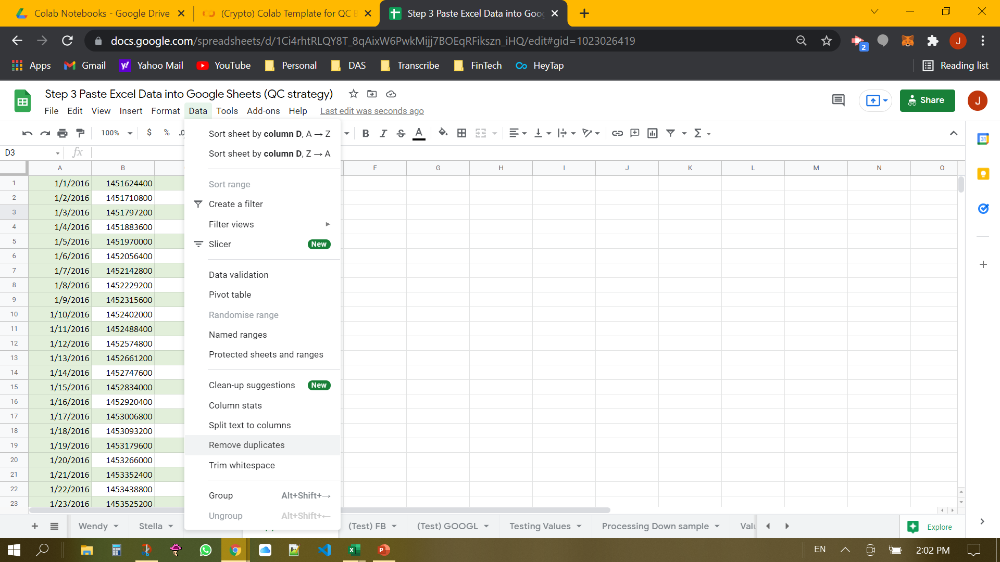 Colab Notebooks - Google Drive
(Crypto) Colab Template for QC B
Step 3 Paste Excel Data into Goog
docs.google.com/spreadsheets/d/1Ci4rhtRLQY8T_8qAixW6PwkMijj7BOEqRFikszn_iHQ/edit#gid=1023026419
2
J
Apps
Gmail
Yahoo Mail
YouTube
Personal
DAS
Transcribe
FinTech
HeyTap
Reading list
Step 3 Paste Excel Data into Google Sheets (QC strategy)
File Edit View Insert Format Data Tools Add-ons Help Last edit was seconds ago
Share
J
100% $ % .0
B I S A
31
D3 fx
Sort sheet by column D, A → Z
Sort sheet by column D, Z → A
Sort range
Create a filter
Filter views
Slicer New
Data validation
Pivot table
Randomise range
Named ranges
Protected sheets and ranges
Clean-up suggestions New
Column stats
Split text to columns
Remove duplicates
Trim whitespace
Group Alt+Shift+→
Ungroup Alt+Shift+←
A B F G H I J K L M N O
1 1/1/2016 1451624400
2 1/2/2016 1451710800
3 1/3/2016 1451797200
4 1/4/2016 1451883600
5 1/5/2016 1451970000
6 1/6/2016 1452056400
7 1/7/2016 1452142800
8 1/8/2016 1452229200
9 1/9/2016 1452315600
10 1/10/2016 1452402000
11 1/11/2016 1452488400
12 1/12/2016 1452574800
13 1/13/2016 1452661200
14 1/14/2016 1452747600
15 1/15/2016 1452834000
16 1/16/2016 1452920400
17 1/17/2016 1453006800
18 1/18/2016 1453093200
19 1/19/2016 1453179600
20 1/20/2016 1453266000
21 1/21/2016 1453352400
22 1/22/2016 1453438800
23 1/23/2016 1453525200
Wendy
Stella
(Test) FB
(Test) GOOGL
Testing Values
Processing Down sample
Valu
Explore
EN
2:02 PM